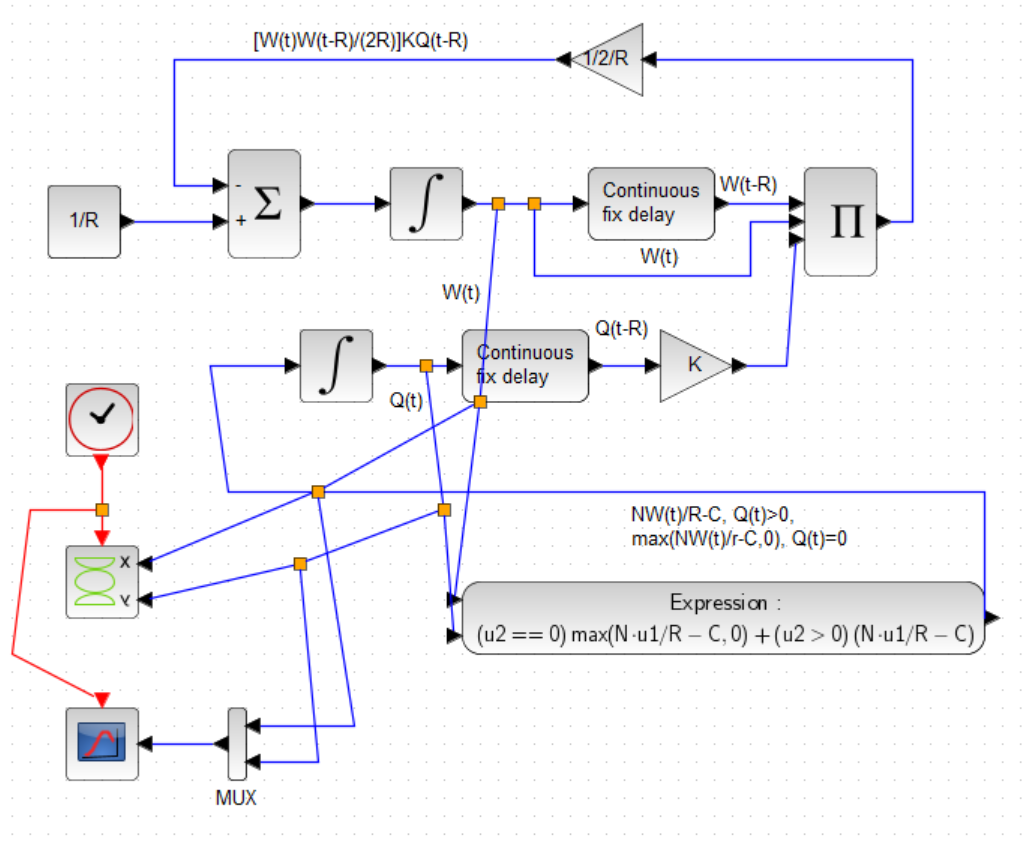 [W(t)W(t-R)/(2R)]KQ(t-R)
1/2/R
1/R
-
+
Σ
∫
Continuous
fix delay
W(t-R)
W(t)
Π
W(t)
∫
Q(t)
Continuous
fix delay
Q(t-R)
K
X
Y
NW(t)/R-C, Q(t)>0,
max(NW(t)/r-C,0), Q(t)=0
Expression :
(u2 == 0) max(N·u1/R − C, 0) + (u2 > 0) (N·u1/R − C)
MUX